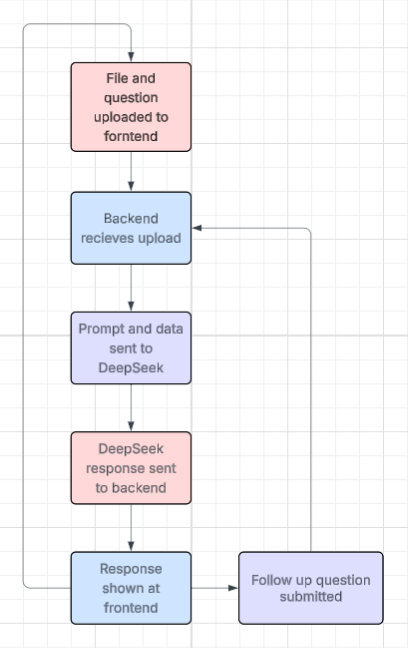 File and
question
uploaded to
forntend
Backend
recieves upload
Prompt and data
sent to
DeepSeek
DeepSeek
response sent
to backend
Response
shown at
frontend
Follow up question
submitted